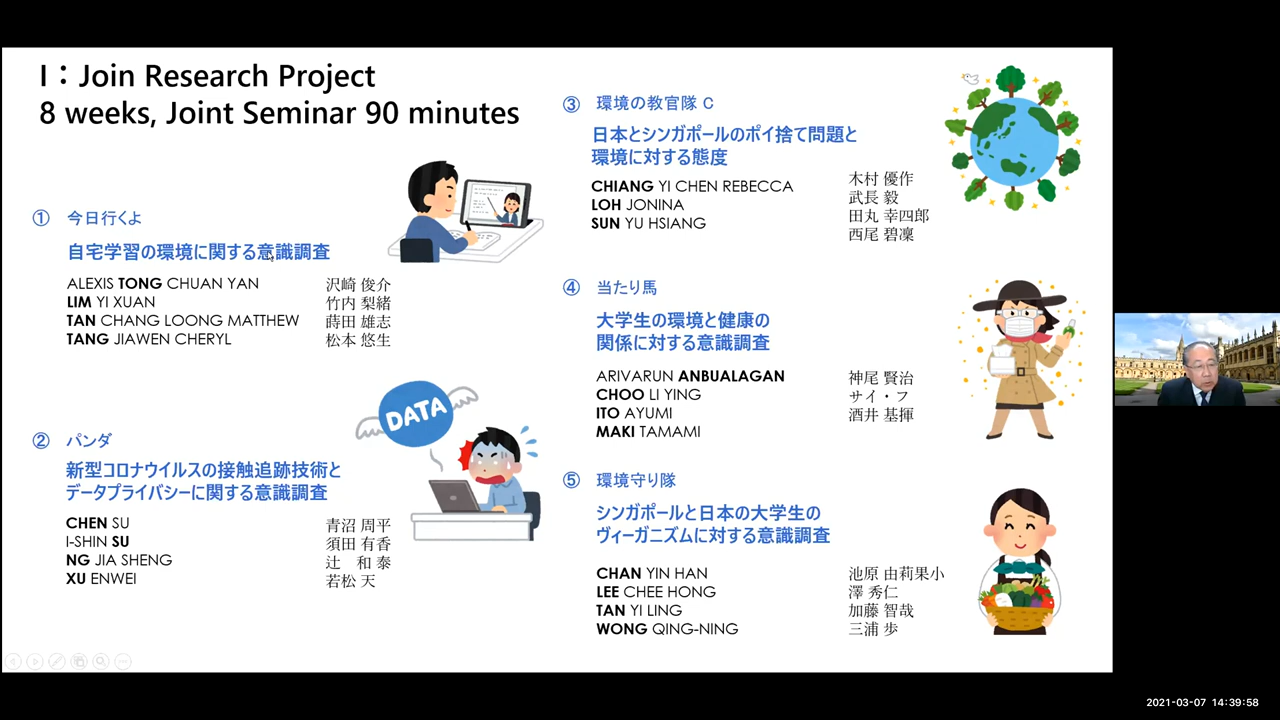 I：Join Research Project
8 weeks, Joint Seminar 90 minutes
① 今日行くよ
自宅学習の環境に関する意識調査
ALEXIS TONG CHUAN YAN
LIM YI XUAN
TAN CHANG LOONG MATTHEW
TANG JIAWEN CHERYL
沢崎 俊介
竹内 梨緒
蒔田 雄志
松本 悠生
② パンダ
新型コロナウイルスの接触追跡技術と
データプライバシーに関する意識調査
DATA
CHEN SU
I-SHIN SU
NG JIA SHENG
XU ENWEI
青沼 周平
須田 有香
辻 和泰
若松 天
③ 環境の教官隊 C
日本とシンガポールのポイ捨て問題と
環境に対する態度
CHIANG YI CHEN REBECCA
LOH JONINA
SUN YU HSIANG
木村 優作
武長 毅
田丸 幸四郎
西尾 碧凜
④ 当たり馬
大学生の環境と健康の
関係に対する意識調査
ARIVARUN ANBUALAGAN
CHOO LI YING
ITO AYUMI
MAKI TAMAMI
神尾 賢治
サイ・フ
酒井 基揮
⑤ 環境守り隊
シンガポールと日本の大学生の
ヴィーガニズムに対する意識調査
CHAN YIN HAN
LEE CHEE HONG
TAN YI LING
WONG QING-NING
池原 由莉果小
澤 秀仁
加藤 智哉
三浦 歩
2021-03-07 14:39:58